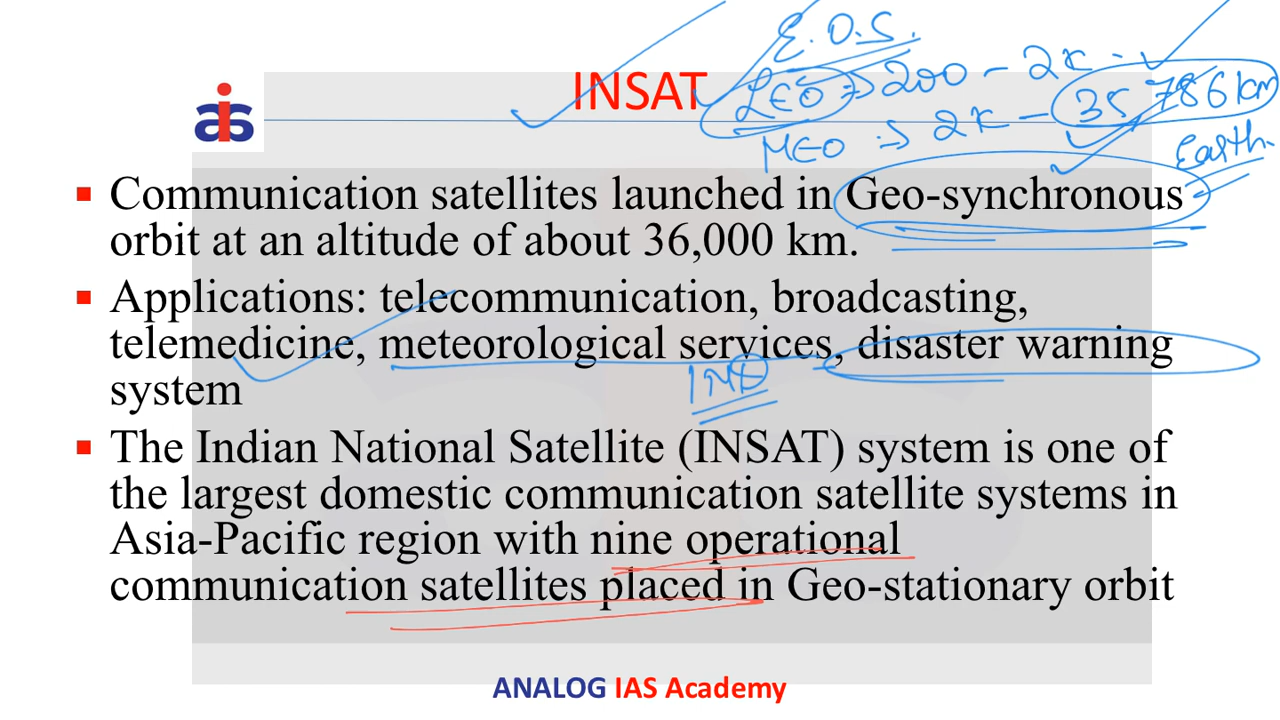 E.O.S.
INSAT
LEO => 200 - 2x
35786 km
MEO => 2x -
Earth.
ais
▪ Communication satellites launched in Geo-synchronous
orbit at an altitude of about 36,000 km.
▪ Applications: telecommunication, broadcasting,
telemedicine, meteorological services, disaster warning
IMD
system
▪ The Indian National Satellite (INSAT) system is one of
the largest domestic communication satellite systems in
Asia-Pacific region with nine operational
communication satellites placed in Geo-stationary orbit
ANALOG IAS Academy